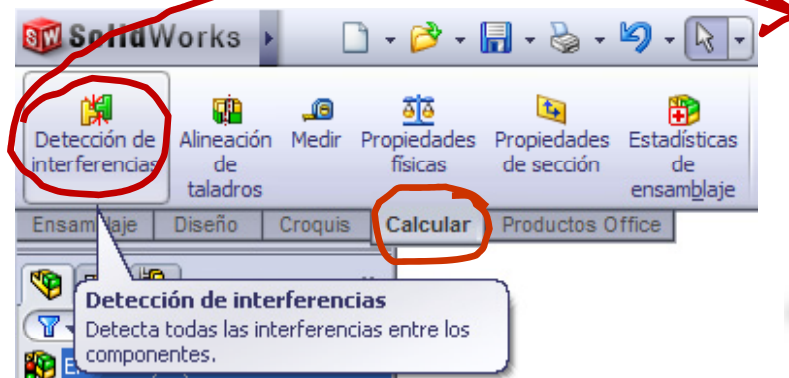 SolidWorks
Detección de interferencias
Alineación de taladros
Medir
Propiedades físicas
Propiedades de sección
Estadísticas de ensamblaje
Ensamblaje Diseño Croquis Calcular Productos Office
Detección de interferencias
Detecta todas las interferencias entre los
componentes.